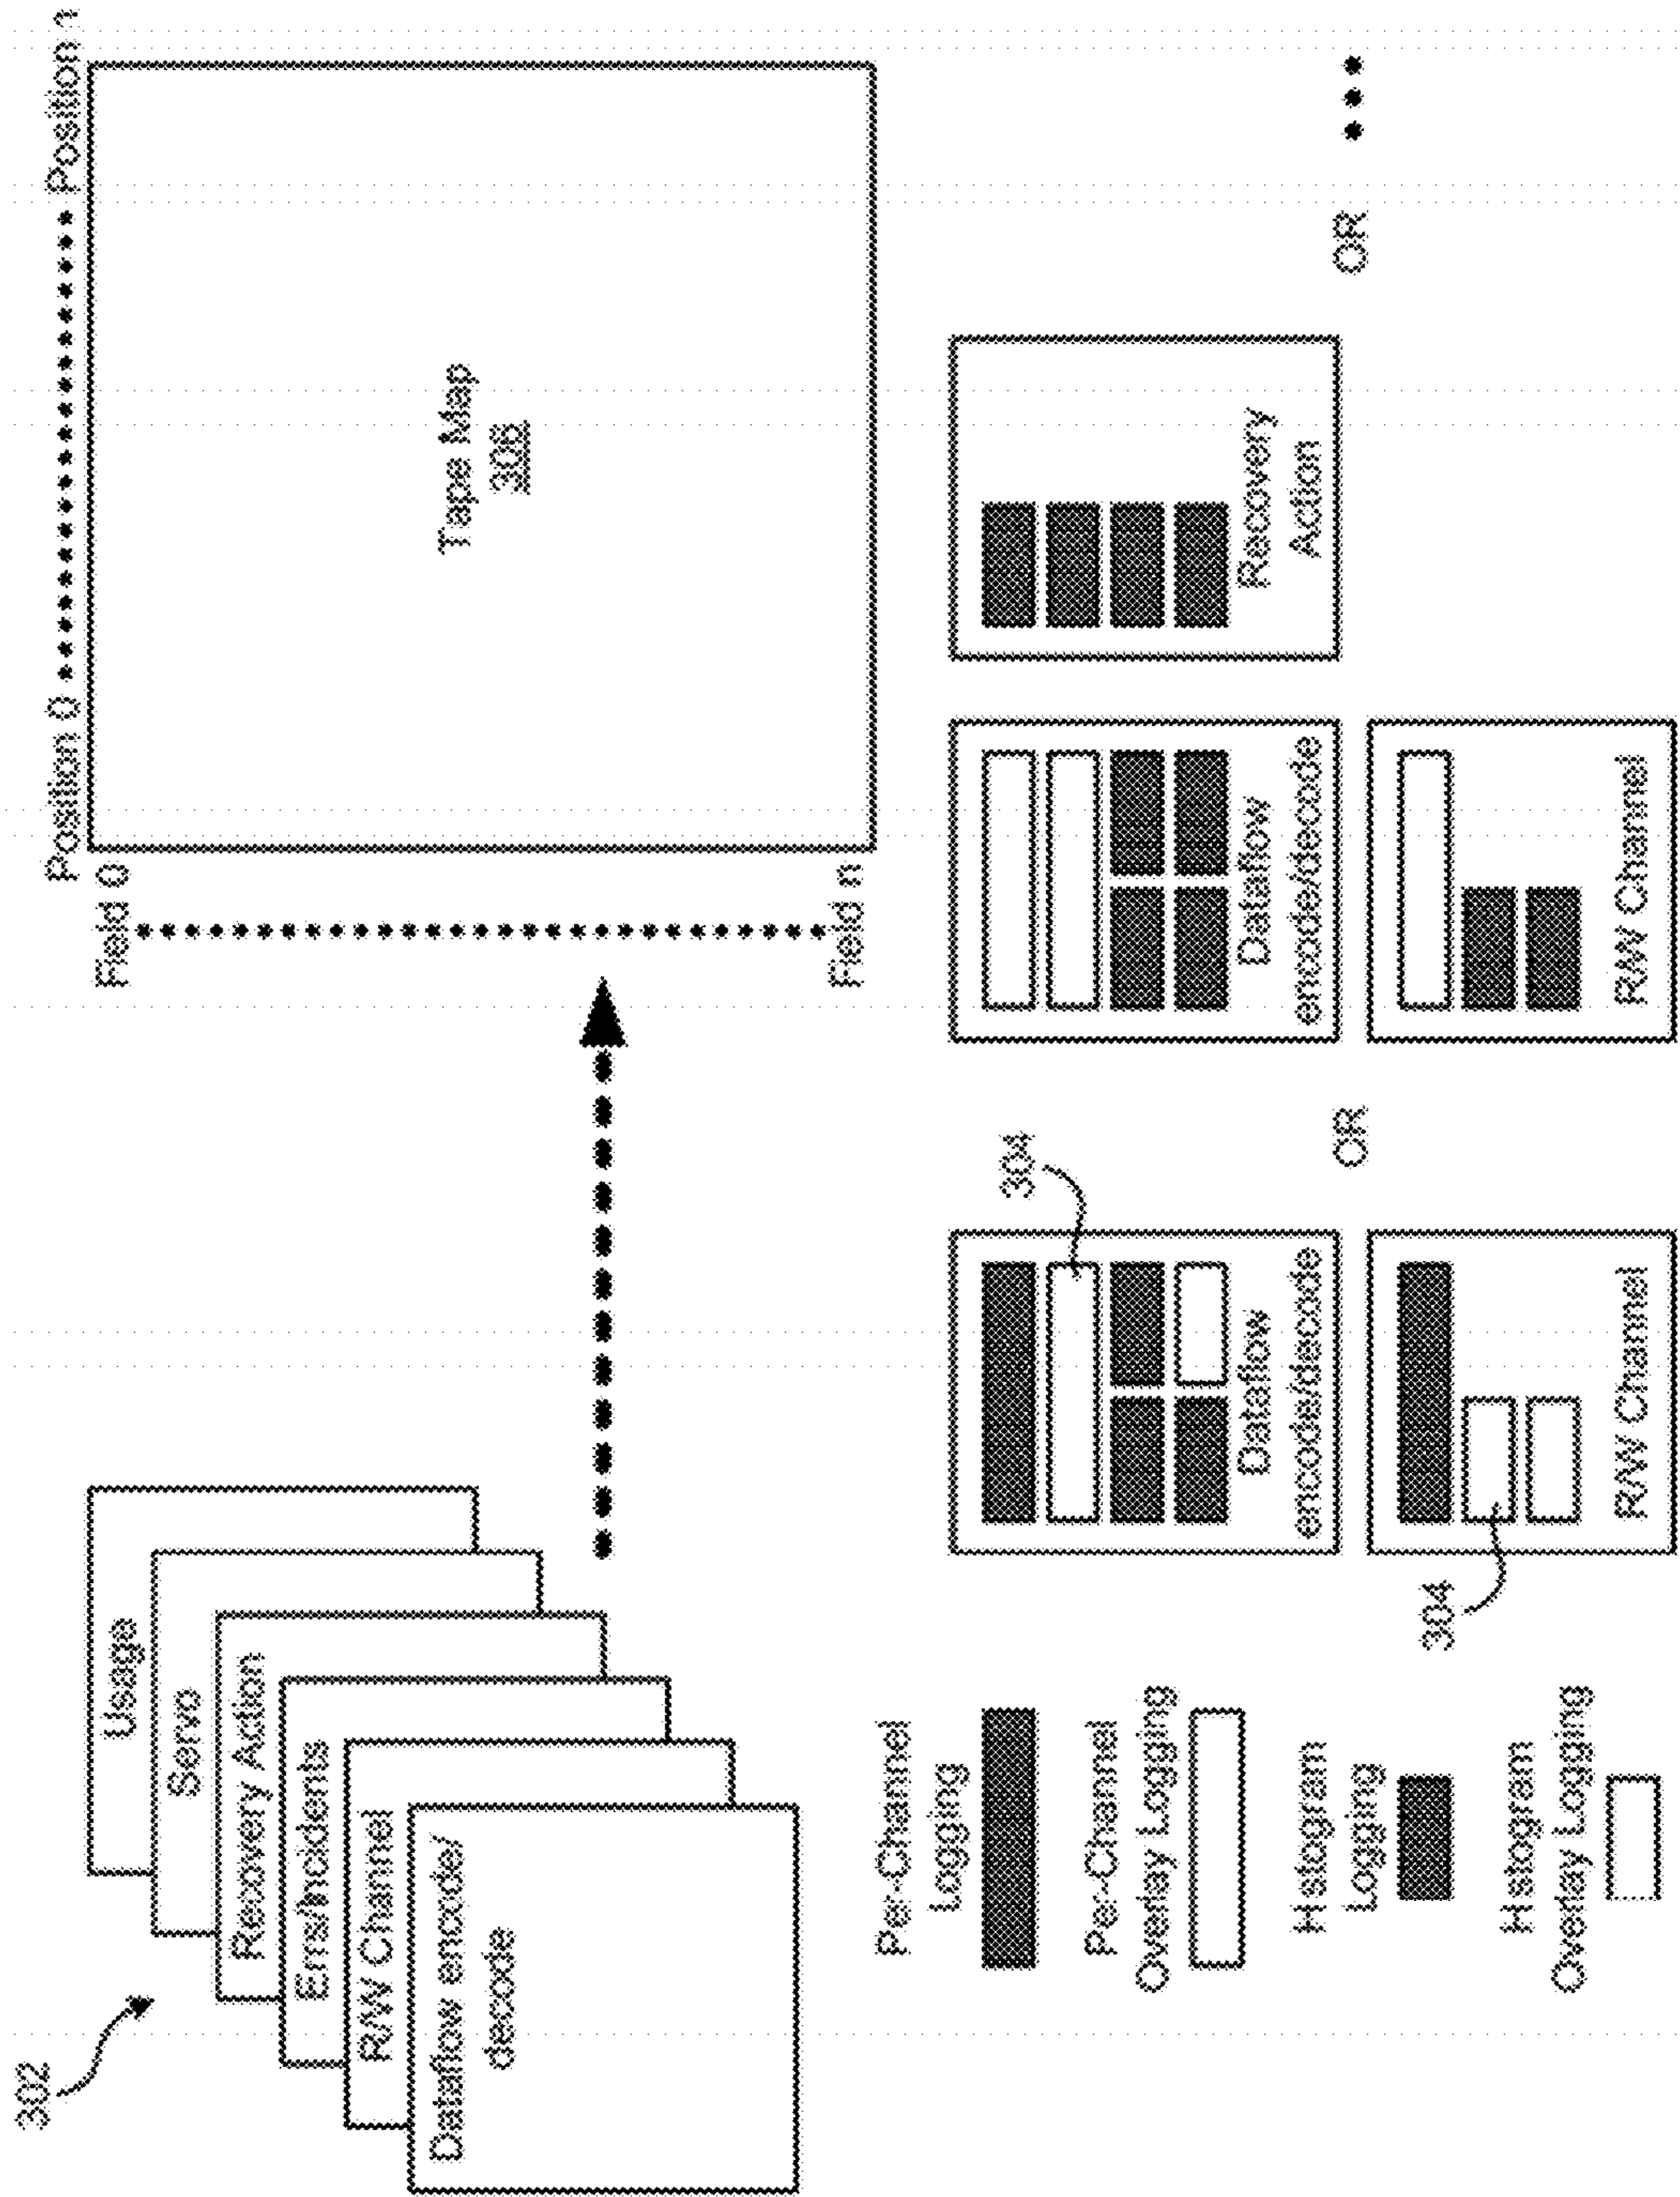 302
Usage
Servo
Recovery Action
Errs/Incidents
R/W Channel
Dataflow encode/
decode
Position 0
Position n
Field 0
Field n
Tape Map
306
Per-Channel
Logging
Per-Channel
Overlay Logging
Histogram
Logging
Histogram
Overlay Logging
304
Dataflow
encode/decode
304
R/W Channel
OR
Dataflow
encode/decode
R/W Channel
Recovery
Action
OR